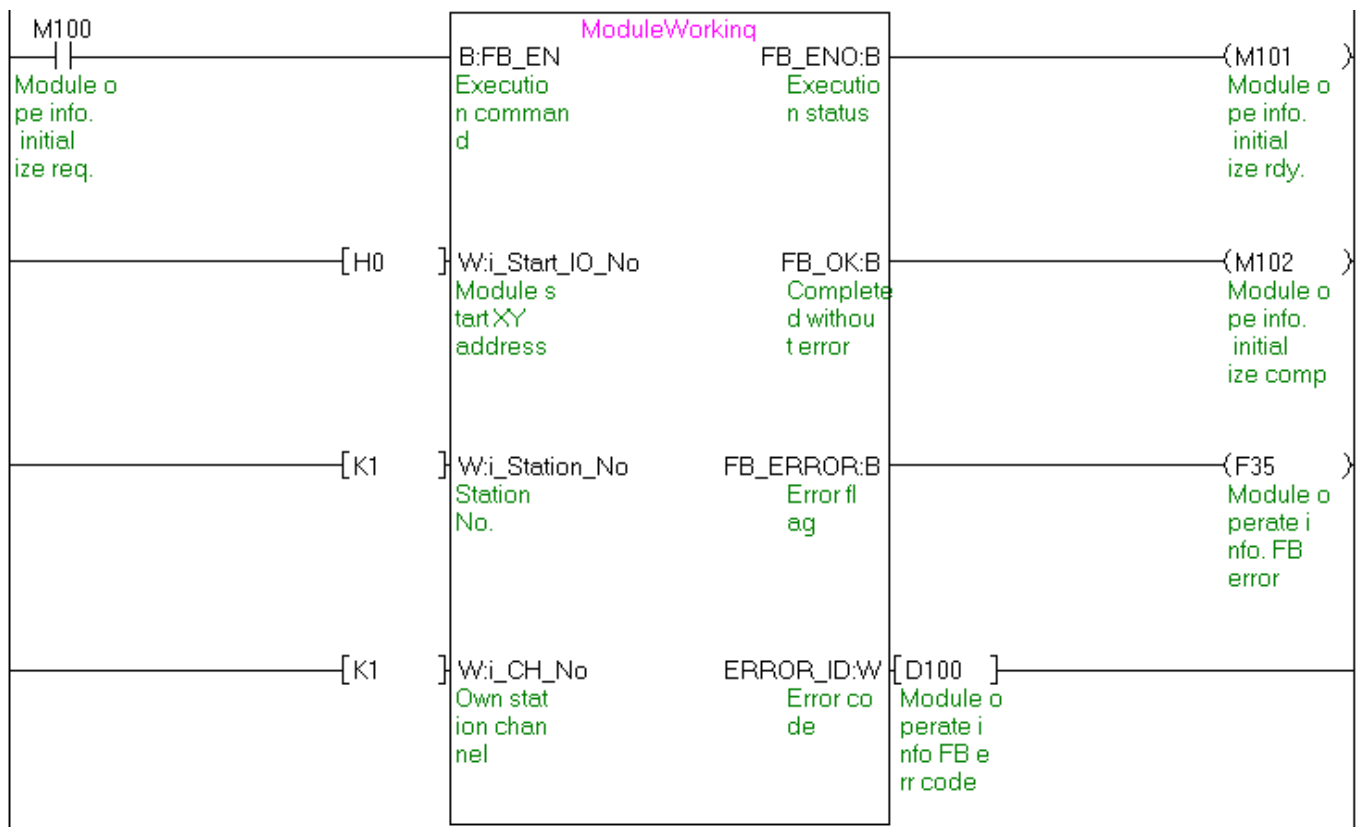 M100
ModuleWorking
B:FB_EN
FB_ENO:B
(M101 )
Module o
pe info.
initial
ize req.
Executio
n comman
d
Executio
n status
Module o
pe info.
initial
ize rdy.
[H0 ]
W:i_Start_IO_No
FB_OK:B
(M102 )
Module s
tart XY
address
Complete
d withou
t error
Module o
pe info.
initial
ize comp
[K1 ]
W:i_Station_No
FB_ERROR:B
(F35 )
Station
No.
Error fl
ag
Module o
perate i
nfo. FB
error
[K1 ]
W:i_CH_No
ERROR_ID:W
[D100 ]
Own stat
ion chan
nel
Error co
de
Module o
perate i
nfo FB e
rr code